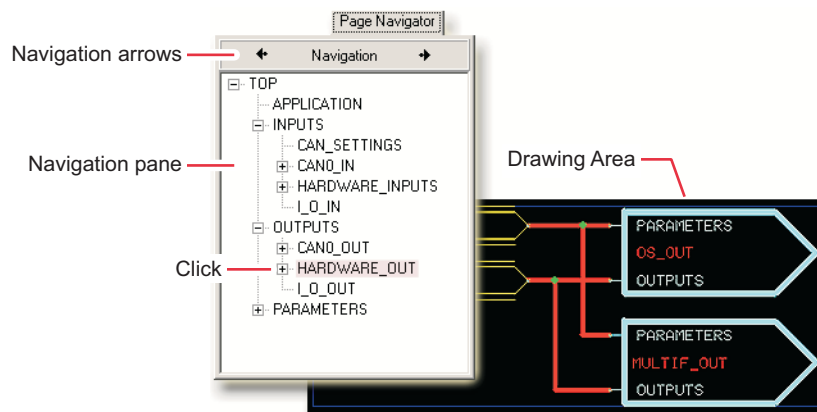 Page Navigator
Navigation arrows
Navigation
TOP
APPLICATION
INPUTS
CAN_SETTINGS
Navigation pane
CAN0_IN
Drawing Area
HARDWARE_INPUTS
I_O_IN
OUTPUTS
CAN0_OUT
Click
HARDWARE_OUT
I_O_OUT
PARAMETERS
PARAMETERS
OS_OUT
OUTPUTS
PARAMETERS
MULTIF_OUT
OUTPUTS